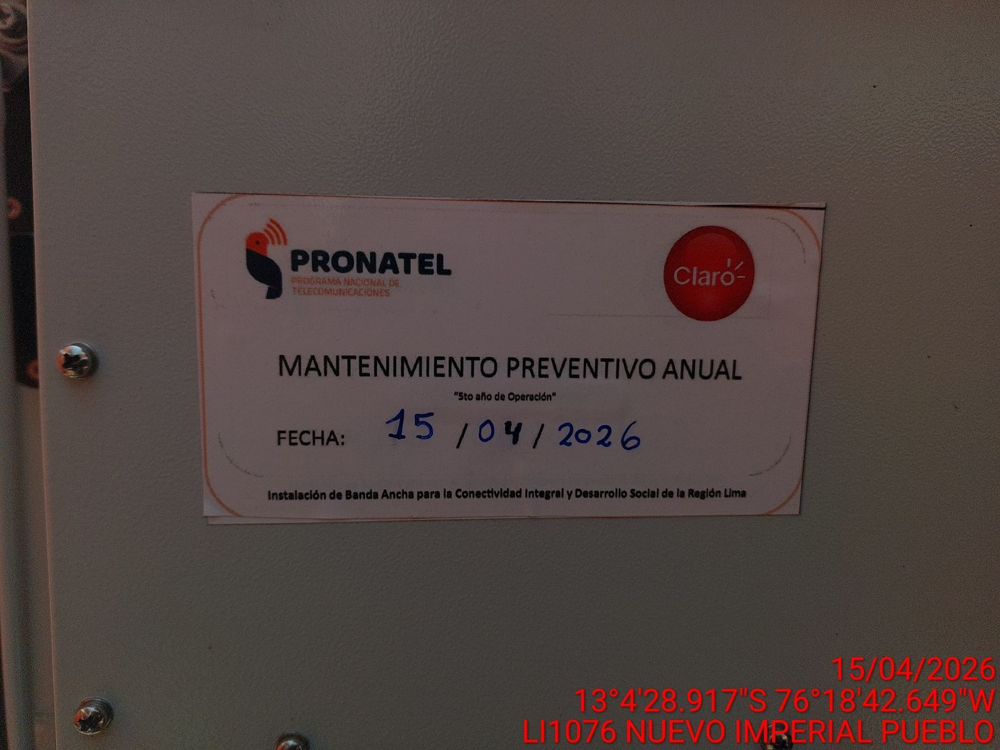 PRONATEL
PROGRAMA NACIONAL DE
TELECOMUNICACIONES
Claro
MANTENIMIENTO PREVENTIVO ANUAL
"5to año de Operación"
FECHA: 15 / 04 / 2026
Instalación de Banda Ancha para la Conectividad Integral y Desarrollo Social de la Región Lima
15/04/2026
13°4'28.917"S 76°18'42.649"W
LI1076 NUEVO IMPERIAL PUEBLO